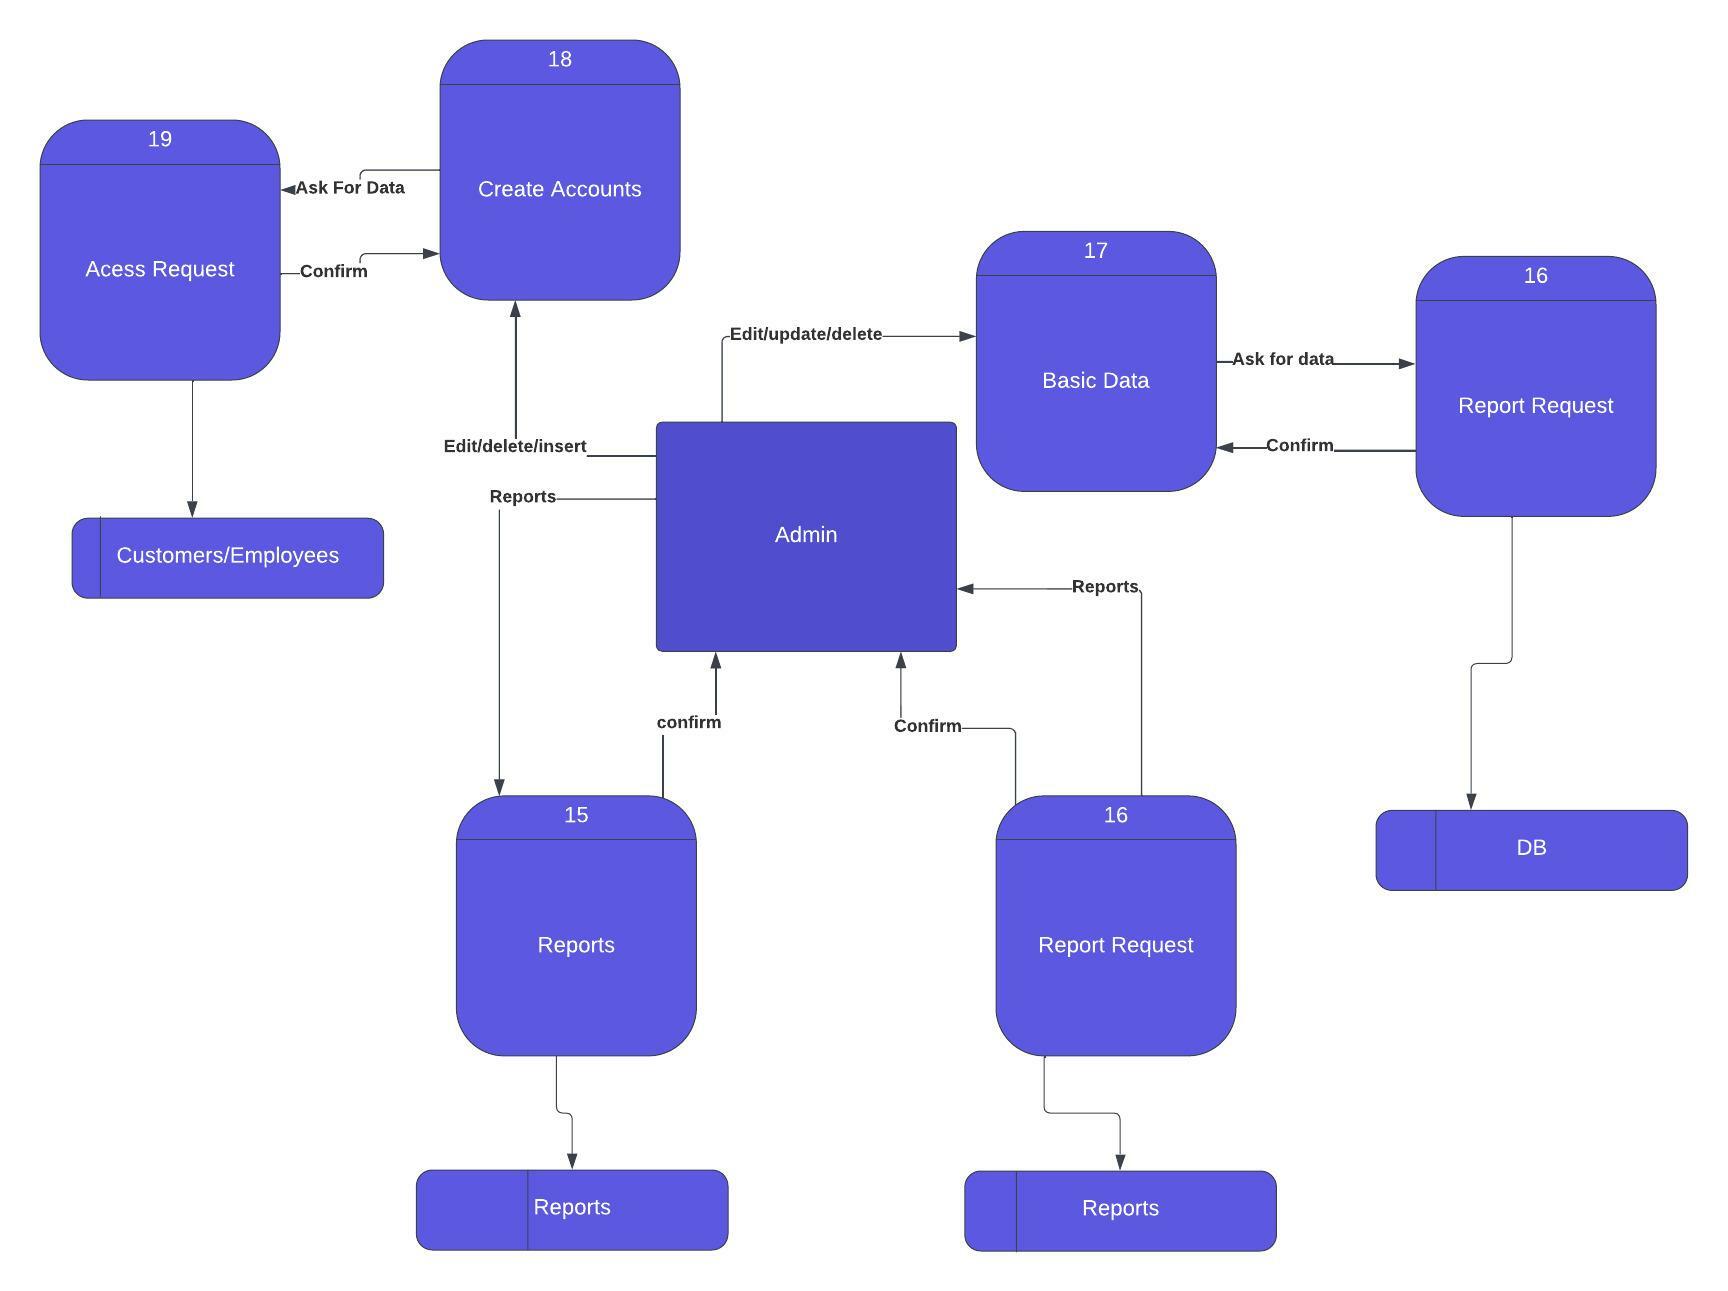 18
19
Ask For Data
Create Accounts
17
Acess Request
Confirm
16
Edit/update/delete
Ask for data
Basic Data
Report Request
Edit/delete/insert
Confirm
Reports
Admin
Customers/Employees
Reports
confirm
Confirm
15
16
DB
Reports
Report Request
Reports
Reports